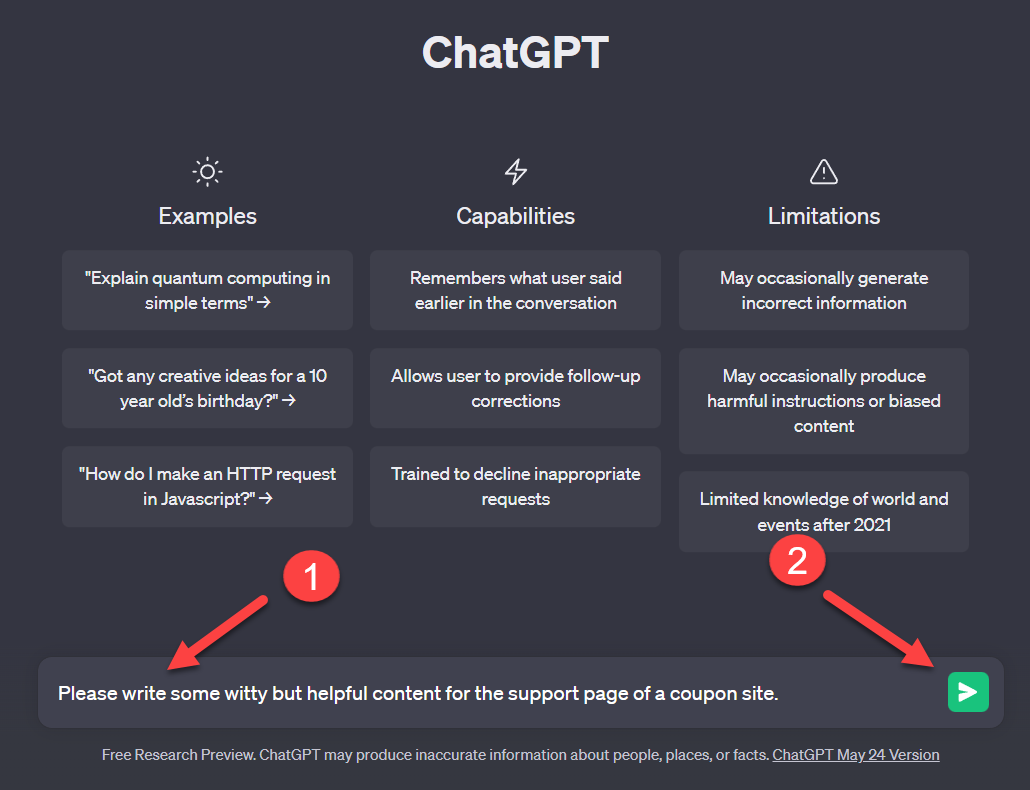 ChatGPT
Examples
"Explain quantum computing in
simple terms" →
"Got any creative ideas for a 10
year old's birthday?" →
"How do I make an HTTP request
in Javascript?" →
Capabilities
Remembers what user said
earlier in the conversation
Allows user to provide follow-up
corrections
Trained to decline inappropriate
requests
Limitations
May occasionally generate
incorrect information
May occasionally produce
harmful instructions or biased
content
Limited knowledge of world and
events after 2021
1
2
Please write some witty but helpful content for the support page of a coupon site.
Free Research Preview. ChatGPT may produce inaccurate information about people, places, or facts. ChatGPT May 24 Version